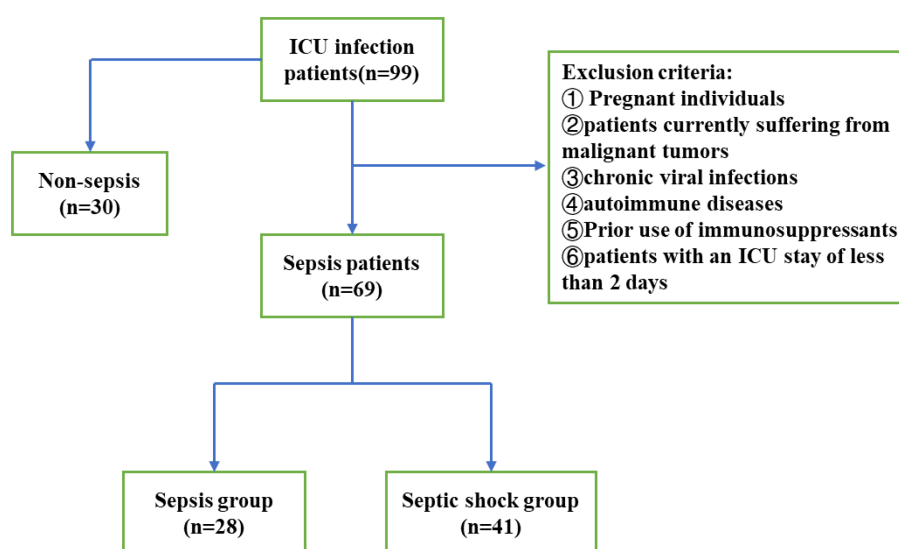 ICU infection
patients(n=99)
Exclusion criteria:
① Pregnant individuals
②patients currently suffering from
malignant tumors
③chronic viral infections
④autoimmune diseases
⑤Prior use of immunosuppressants
⑥patients with an ICU stay of less
than 2 days
Non-sepsis
(n=30)
Sepsis patients
(n=69)
Sepsis group
(n=28)
Septic shock group
(n=41)